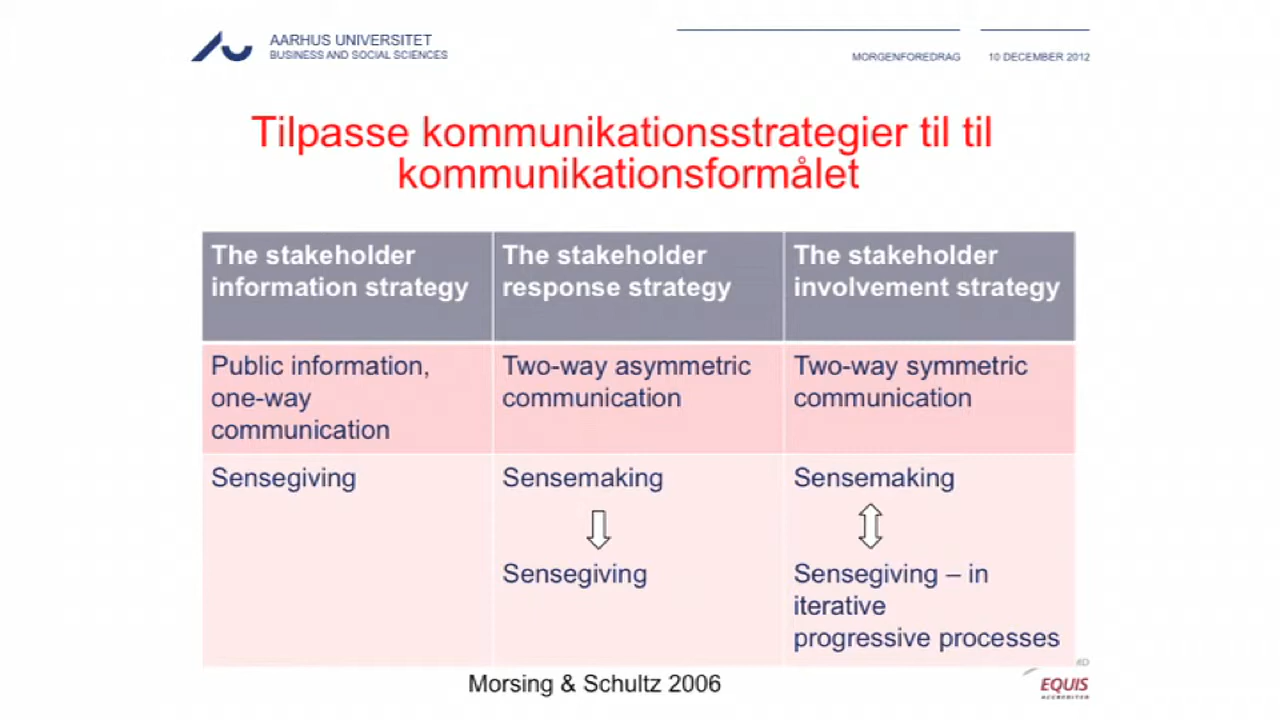 AARHUS UNIVERSITET
BUSINESS AND SOCIAL SCIENCES
MORGENFOREDRAG
10 DECEMBER 2012
Tilpasse kommunikationsstrategier til til
kommunikationsformålet
The stakeholder
information strategy
The stakeholder
response strategy
The stakeholder
involvement strategy
Public information,
one-way
communication
Two-way asymmetric
communication
Two-way symmetric
communication
Sensegiving
Sensemaking
Sensegiving
Sensemaking
Sensegiving – in
iterative
progressive processes
Morsing & Schultz 2006
EQUIS
ACCREDITED